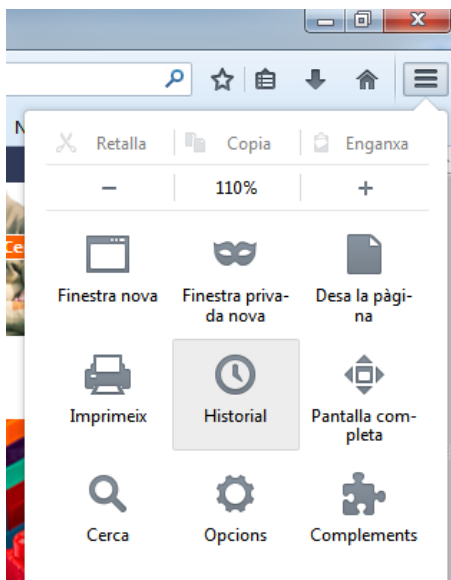 N
Retalla Copia Enganxa
− 110% +
Ce
Finestra nova Finestra priva-
da nova Desa la pàgi-
na
Imprimeix Historial Pantalla com-
pleta
Cerca Opcions Complements